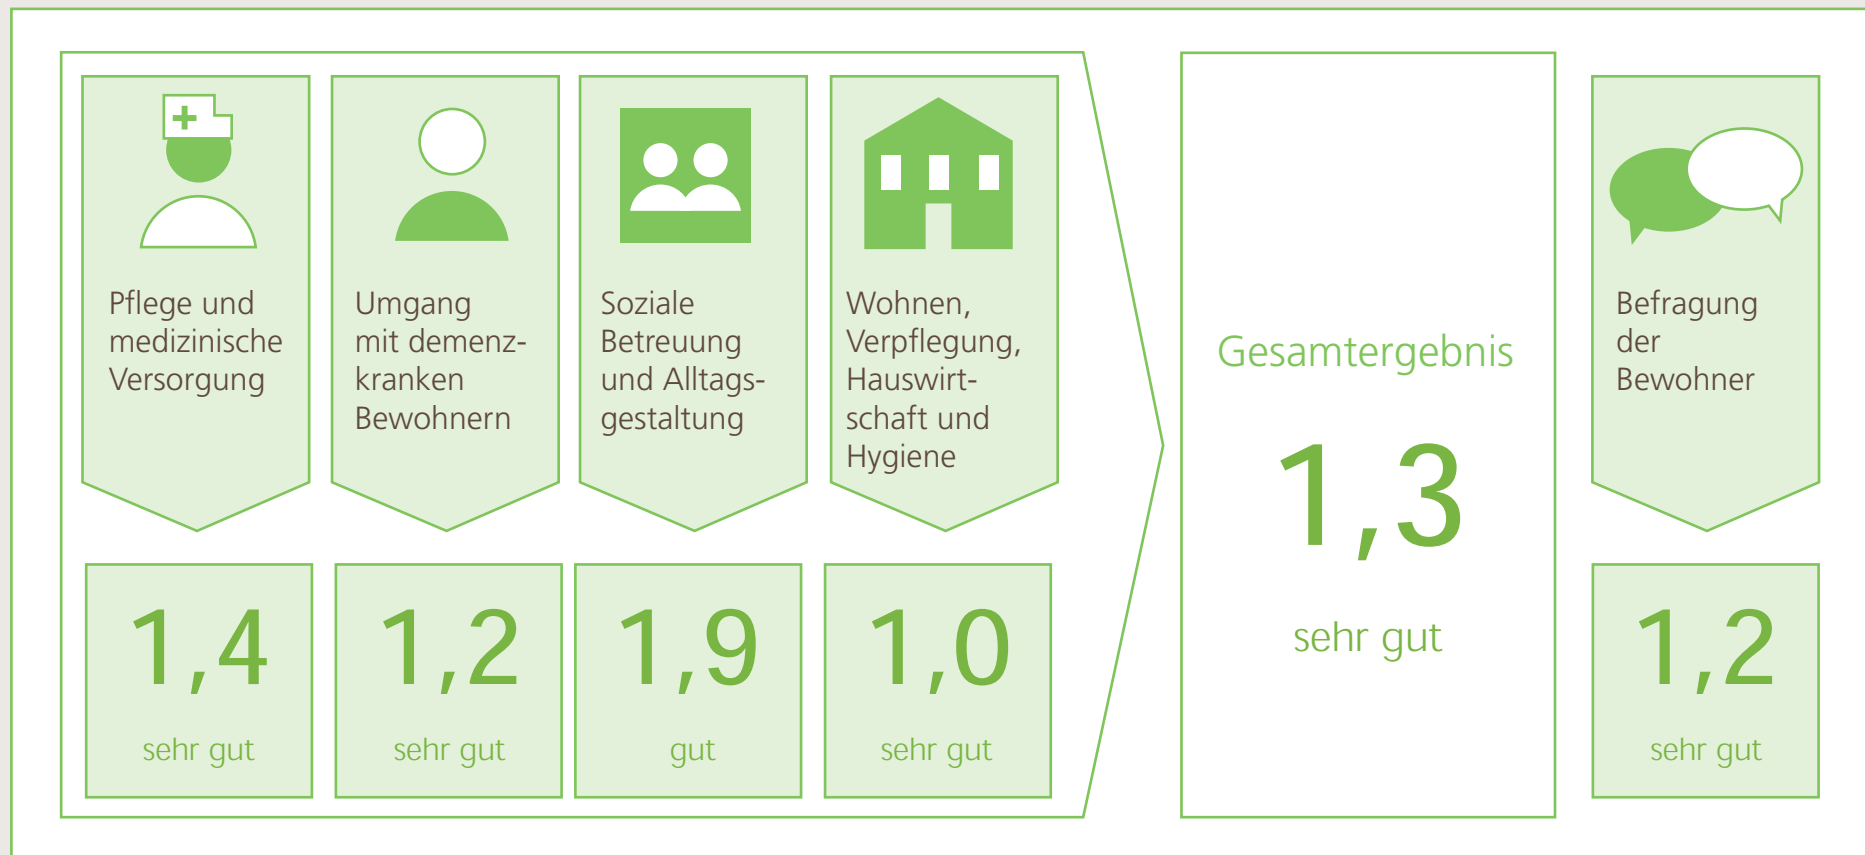 Pflege und
medizinische
Versorgung
1,4
sehr gut
Umgang
mit demenz-
kranken
Bewohnern
1,2
sehr gut
Soziale
Betreuung
und Alltags-
gestaltung
1,9
gut
Wohnen,
Verpflegung,
Hauswirt-
schaft und
Hygiene
1,0
sehr gut
Gesamtergebnis
1,3
sehr gut
Befragung
der
Bewohner
1,2
sehr gut